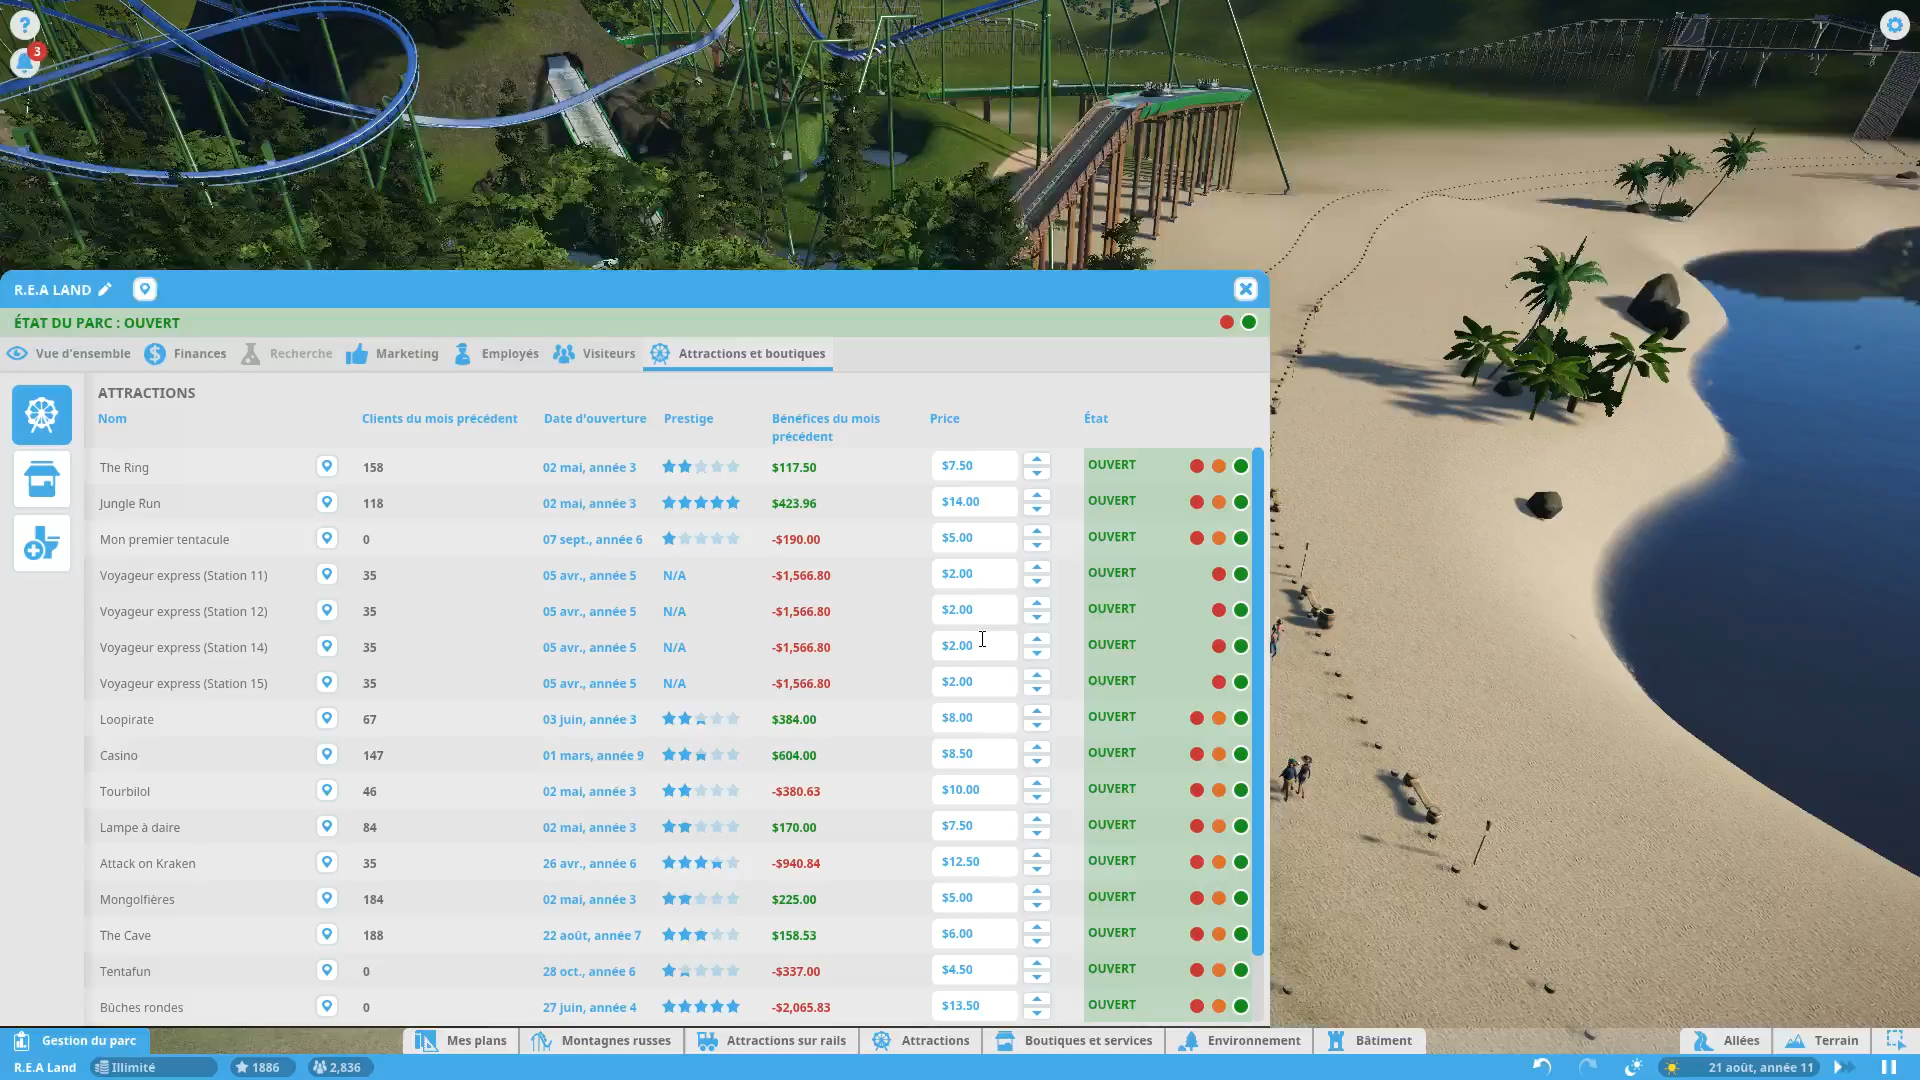 ?
3
R.E.A LAND
ÉTAT DU PARC : OUVERT
Vue d'ensemble Finances Recherche Marketing Employés Visiteurs Attractions et boutiques
ATTRACTIONS
Nom Clients du mois précédent Date d'ouverture Prestige Bénéfices du mois précédent Price État
The Ring 158 02 mai, année 3 $117.50 $7.50 OUVERT
Jungle Run 118 02 mai, année 3 $423.96 $14.00 OUVERT
Mon premier tentacule 0 07 sept., année 6 -$190.00 $5.00 OUVERT
Voyageur express (Station 11) 35 05 avr., année 5 N/A -$1,566.80 $2.00 OUVERT
Voyageur express (Station 12) 35 05 avr., année 5 N/A -$1,566.80 $2.00 OUVERT
Voyageur express (Station 14) 35 05 avr., année 5 N/A -$1,566.80 $2.00 OUVERT
Voyageur express (Station 15) 35 05 avr., année 5 N/A -$1,566.80 $2.00 OUVERT
Loopirate 67 03 juin, année 3 $384.00 $8.00 OUVERT
Casino 147 01 mars, année 9 $604.00 $8.50 OUVERT
Tourbilol 46 02 mai, année 3 -$380.63 $10.00 OUVERT
Lampe à daire 84 02 mai, année 3 $170.00 $7.50 OUVERT
Attack on Kraken 35 26 avr., année 6 -$940.84 $12.50 OUVERT
Mongolfières 184 02 mai, année 3 $225.00 $5.00 OUVERT
The Cave 188 22 août, année 7 $158.53 $6.00 OUVERT
Tentafun 0 28 oct., année 6 -$337.00 $4.50 OUVERT
Bûches rondes 0 27 juin, année 4 -$2,065.83 $13.50 OUVERT
Gestion du parc Mes plans Montagnes russes Attractions sur rails Attractions Boutiques et services Environnement Bâtiment Allées Terrain
R.E.A Land Illimité 1886 2,836 21 août, année 11